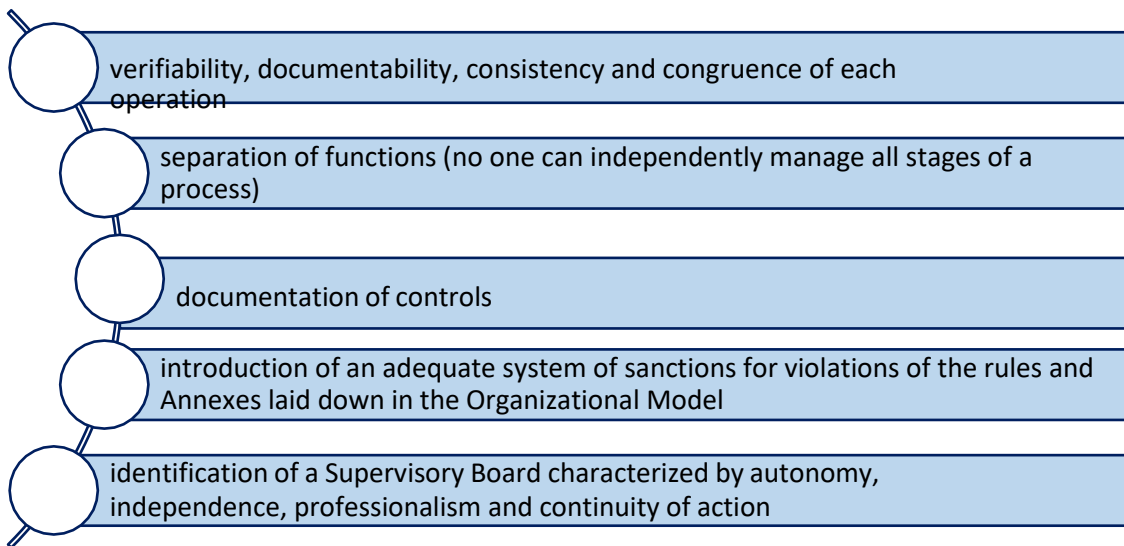 verifiability, documentability, consistency and congruence of each
operation
separation of functions (no one can independently manage all stages of a
process)
documentation of controls
introduction of an adequate system of sanctions for violations of the rules and
Annexes laid down in the Organizational Model
identification of a Supervisory Board characterized by autonomy,
independence, professionalism and continuity of action